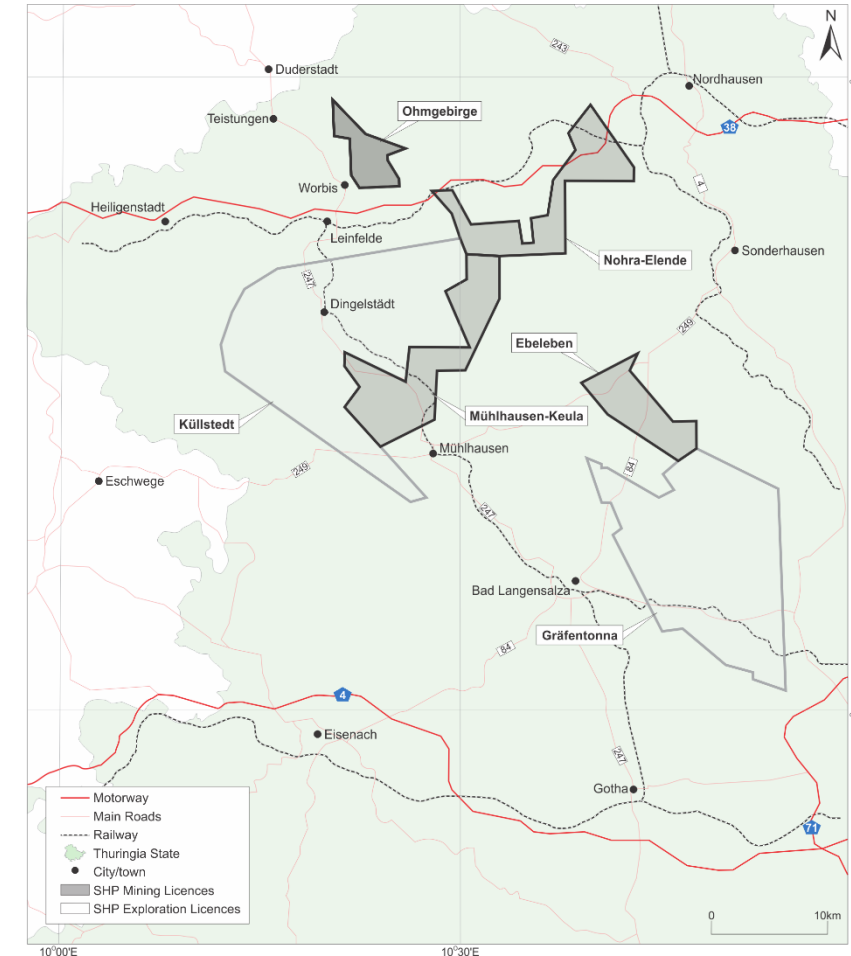 N
243
Duderstadt
Nordhausen
Ohmgebirge
Teistungen
38
Worbis
4
Heiligenstadt
Leinfelde
Nohra-Elende
Sonderhausen
247
Dingelstädt
249
Ebeleben
Küllstedt
Mühlhausen-Keula
Mühlhausen
249
84
Eschwege
247
Bad Langensalza
Gräfentonna
84
4
Eisenach
247
Gotha
71
Motorway
Main Roads
Railway
Thuringia State
City/town
SHP Mining Licences
SHP Exploration Licences
0 10km
10°00'E 10°30'E